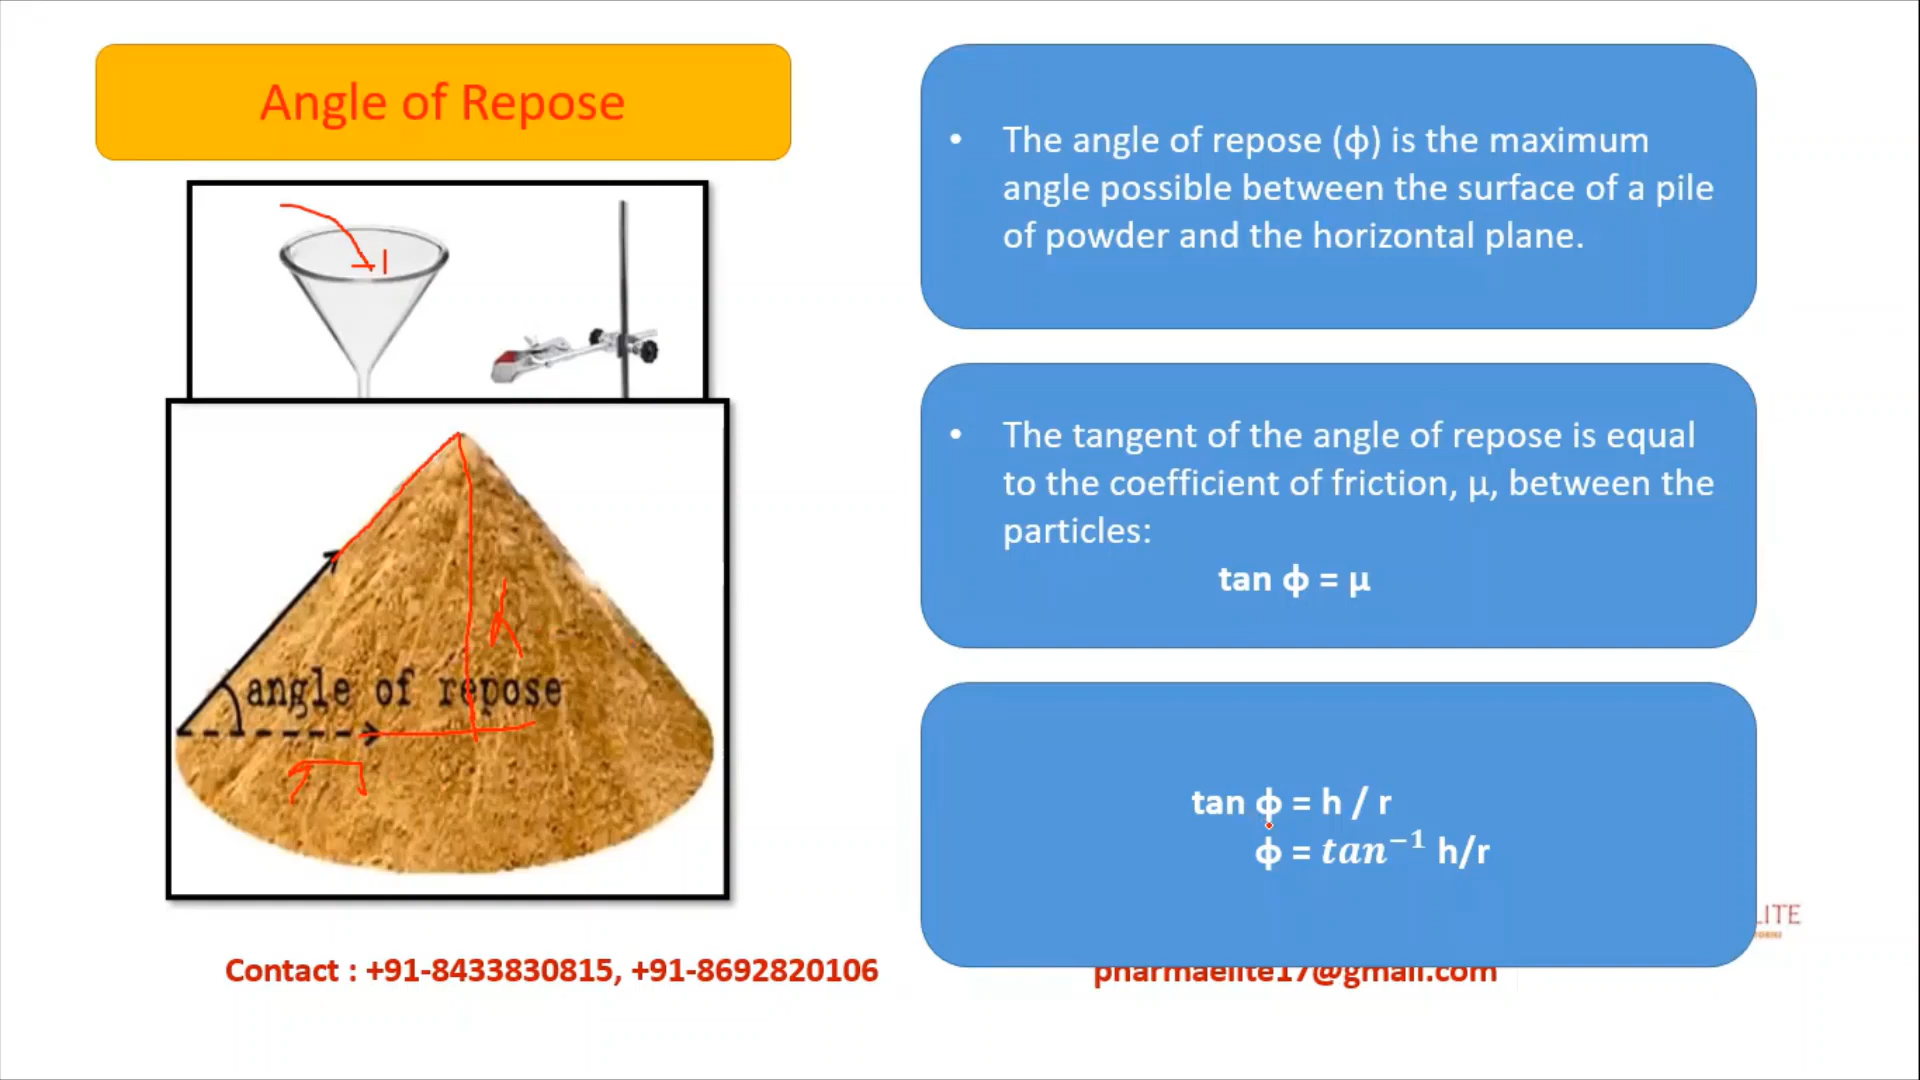 Angle of Repose
angle of repose
h
r
• The angle of repose (ϕ) is the maximum
angle possible between the surface of a pile
of powder and the horizontal plane.
• The tangent of the angle of repose is equal
to the coefficient of friction, µ, between the
particles:
tan ϕ = µ
tan ϕ = h / r
ϕ = tan⁻¹ h/r
LITE
Contact : +91-8433830815, +91-8692820106
pharmaelite17@gmail.com